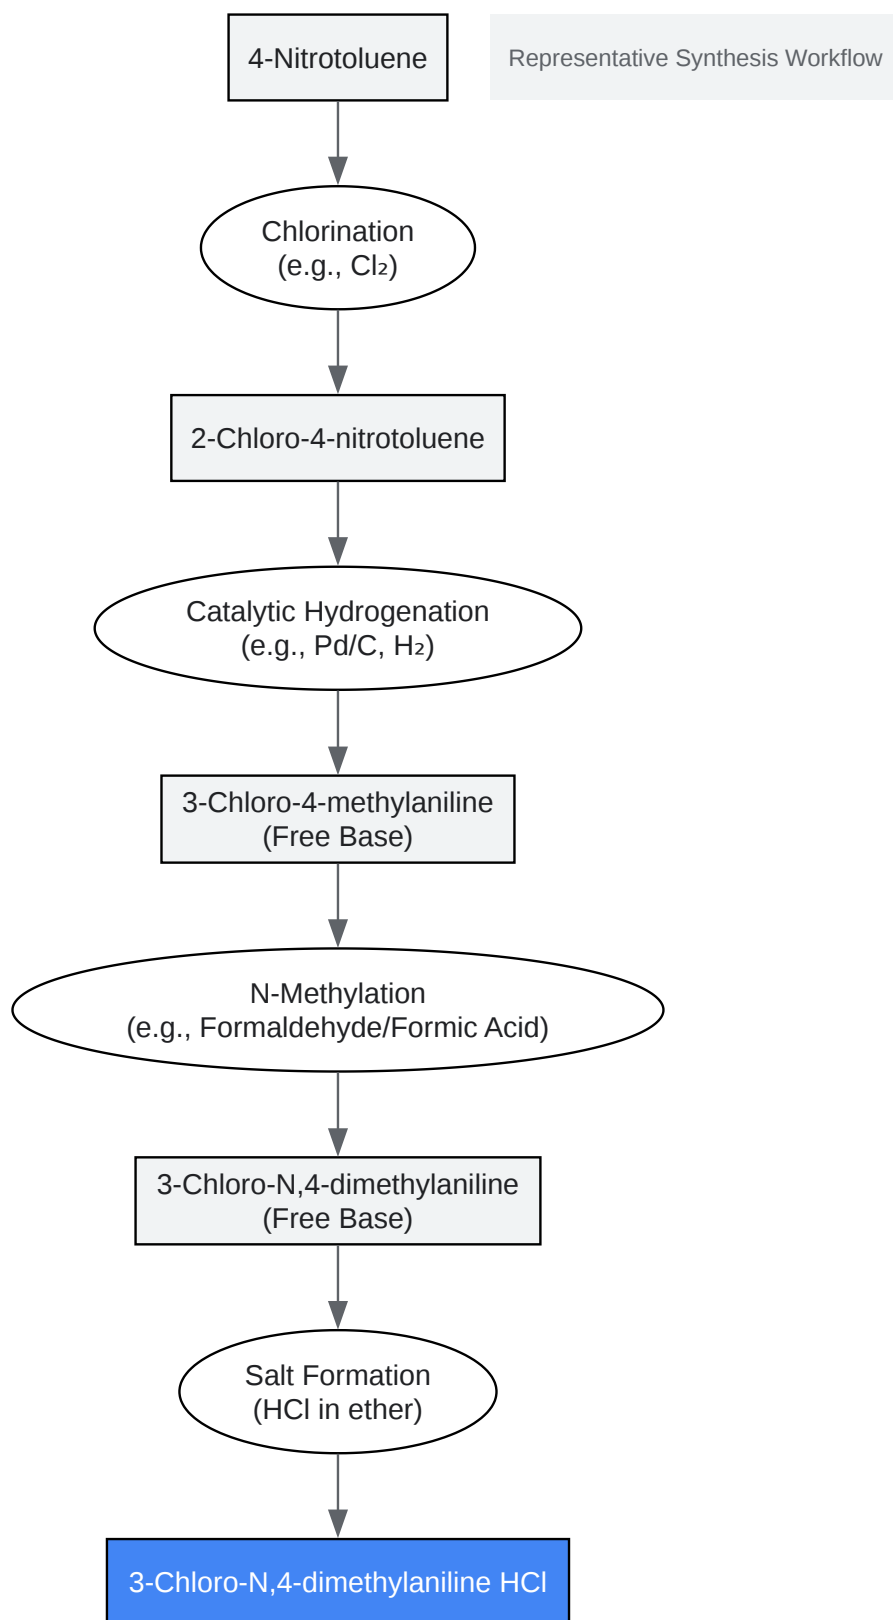 4-Nitrotoluene
Representative Synthesis Workflow
Chlorination
(e.g., Cl₂)
2-Chloro-4-nitrotoluene
Catalytic Hydrogenation
(e.g., Pd/C, H₂)
3-Chloro-4-methylaniline
(Free Base)
N-Methylation
(e.g., Formaldehyde/Formic Acid)
3-Chloro-N,4-dimethylaniline
(Free Base)
Salt Formation
(HCl in ether)
3-Chloro-N,4-dimethylaniline HCl